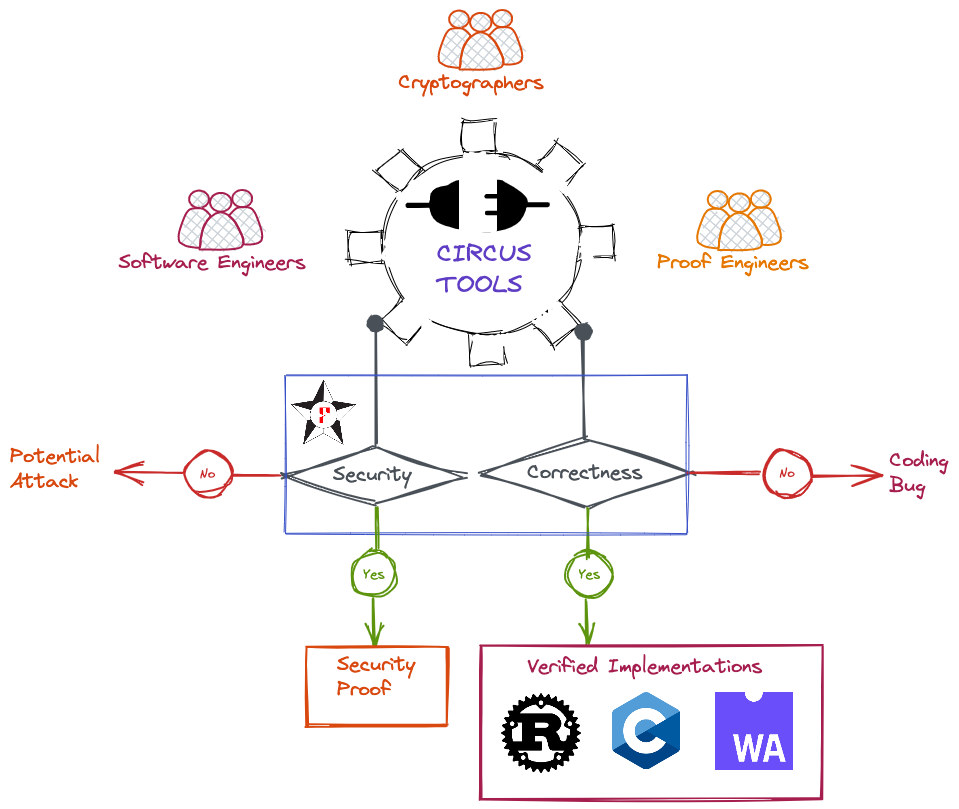 Cryptographers
Software Engineers
Proof Engineers
CIRCUS
TOOLS
F
Potential
Attack
No
Security
Correctness
No
Coding
Bug
Yes
Yes
Security
Proof
Verified Implementations
R
C
WA